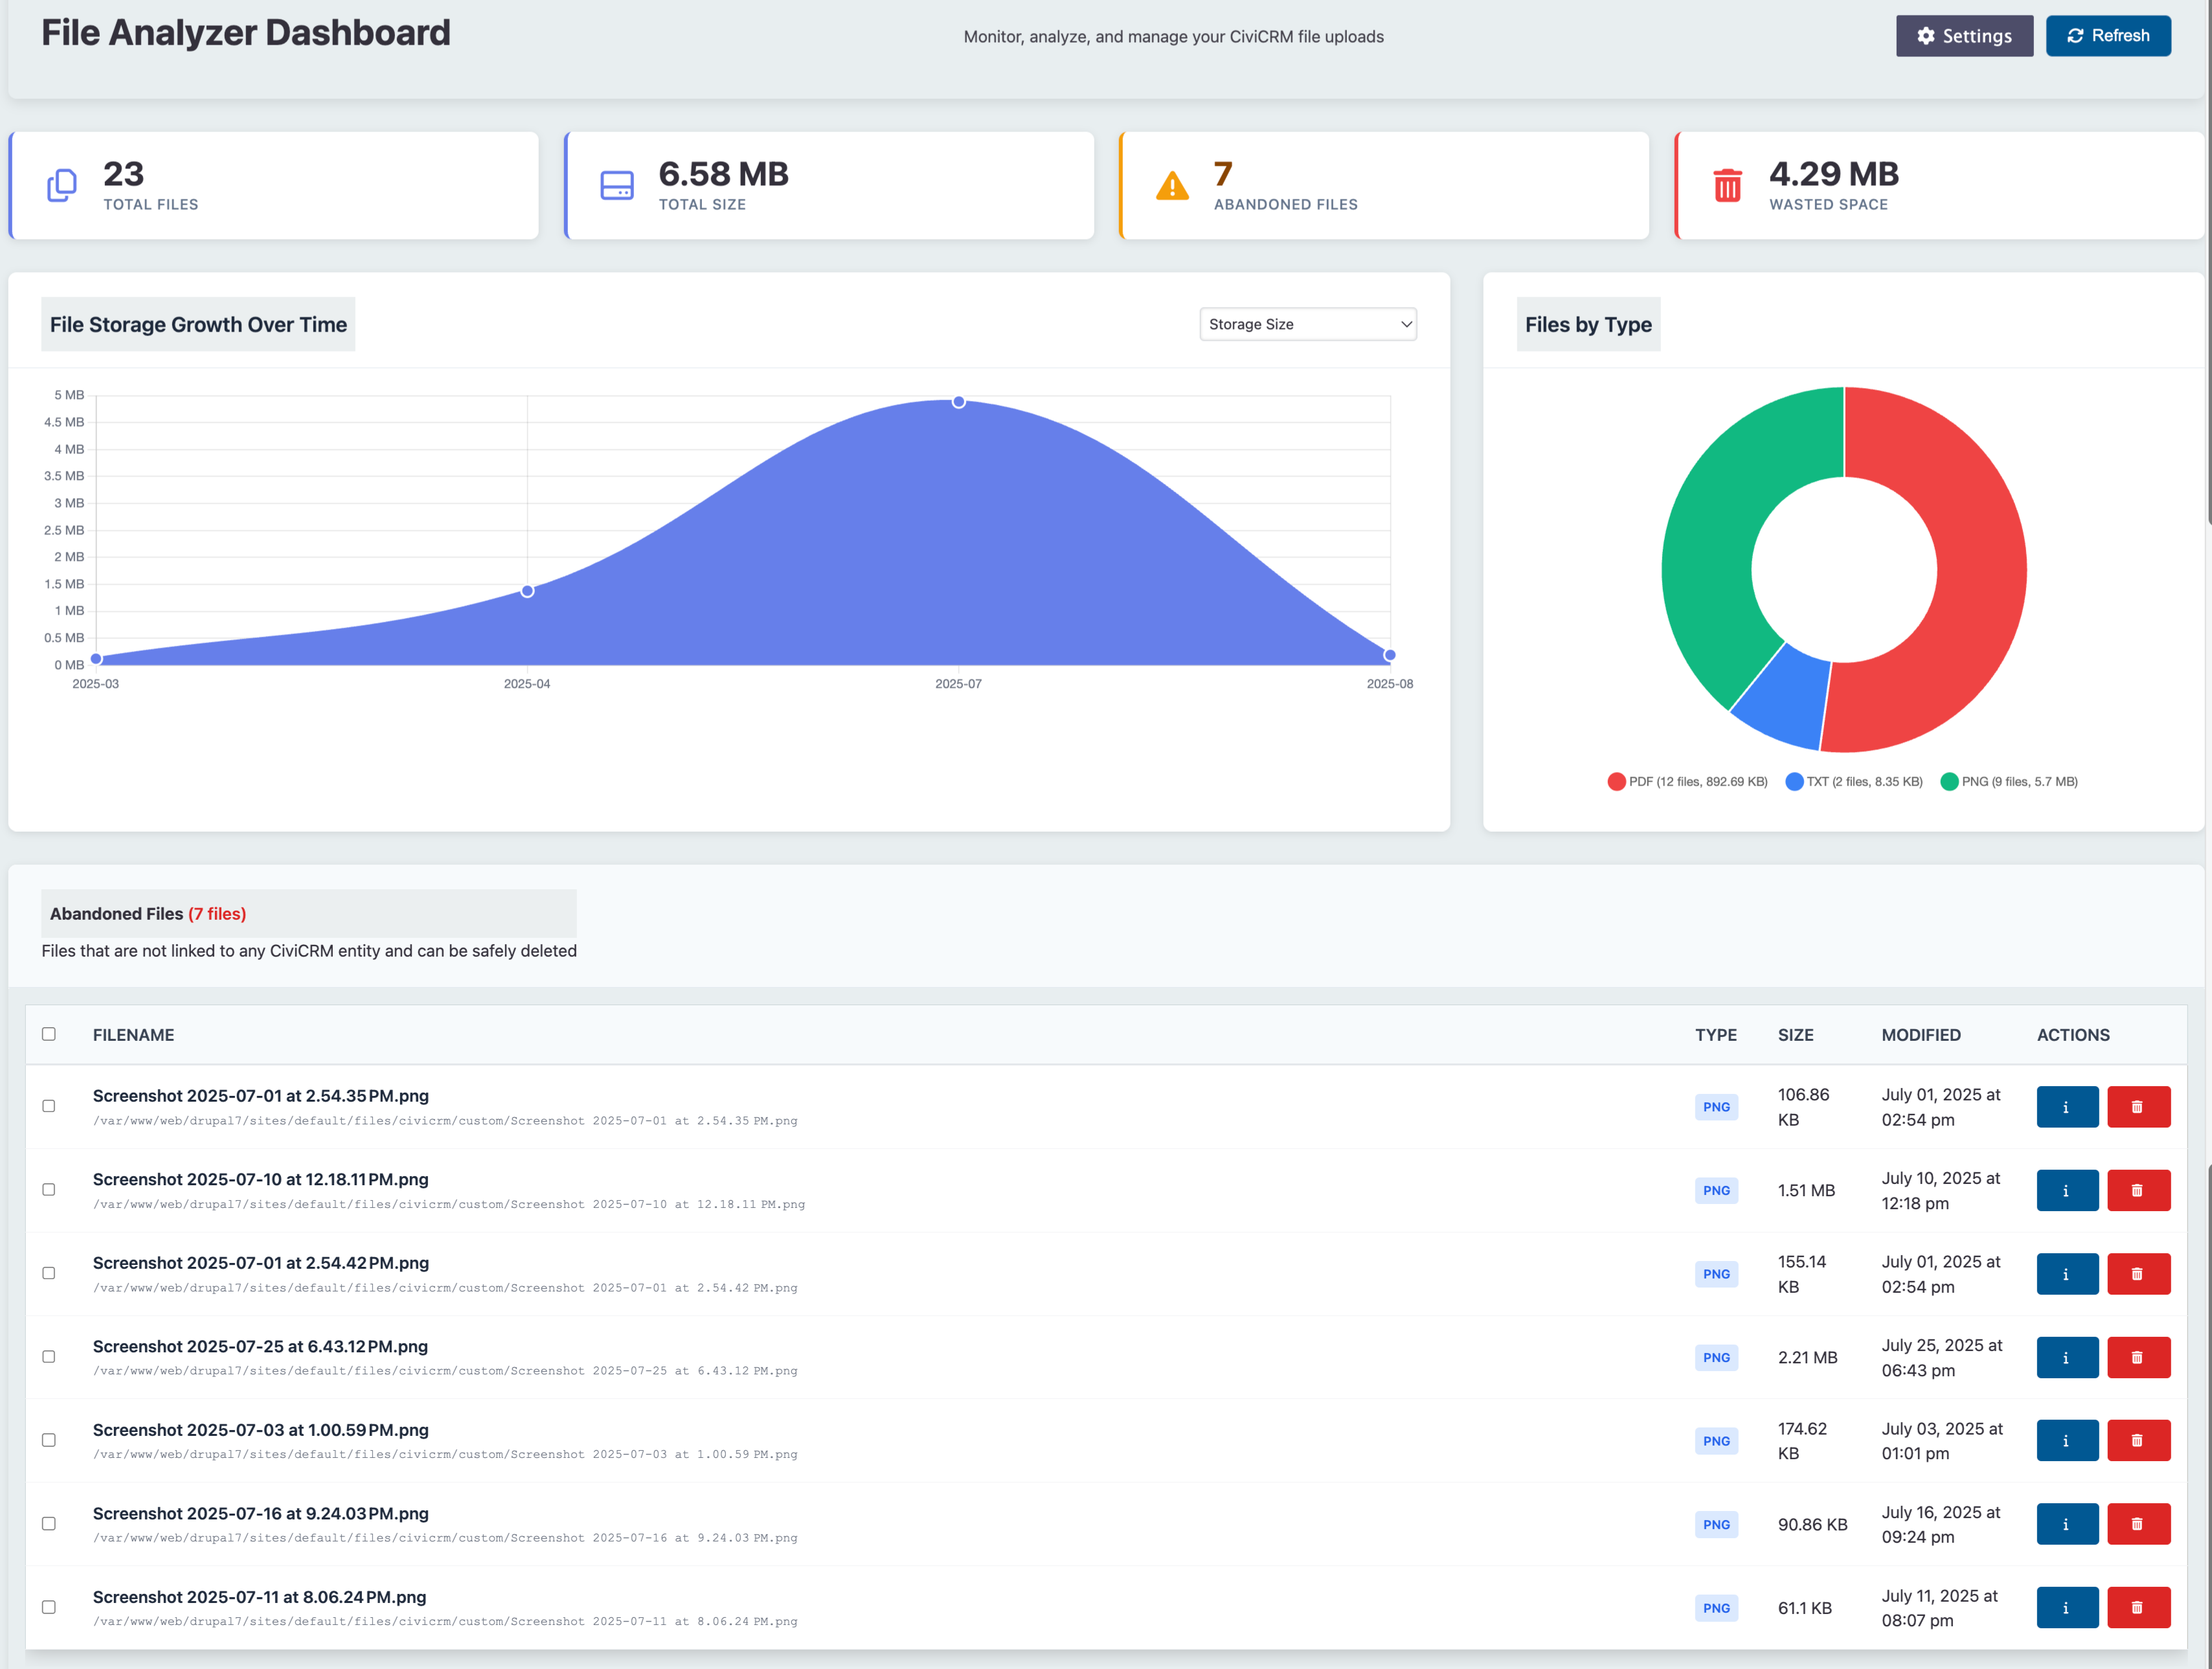 File Analyzer Dashboard
Monitor, analyze, and manage your CiviCRM file uploads
Settings
Refresh
23
TOTAL FILES
6.58 MB
TOTAL SIZE
7
ABANDONED FILES
4.29 MB
WASTED SPACE
File Storage Growth Over Time
Storage Size
5 MB
4.5 MB
4 MB
3.5 MB
3 MB
2.5 MB
2 MB
1.5 MB
1 MB
0.5 MB
0 MB
2025-03
2025-04
2025-07
2025-08
Files by Type
PDF (12 files, 892.69 KB)
TXT (2 files, 8.35 KB)
PNG (9 files, 5.7 MB)
Abandoned Files (7 files)
Files that are not linked to any CiviCRM entity and can be safely deleted
FILENAME TYPE SIZE MODIFIED ACTIONS
Screenshot 2025-07-01 at 2.54.35 PM.png
/var/www/web/drupal7/sites/default/files/civicrm/custom/Screenshot 2025-07-01 at 2.54.35 PM.png
PNG
106.86
KB
July 01, 2025 at
02:54 pm
Screenshot 2025-07-10 at 12.18.11 PM.png
/var/www/web/drupal7/sites/default/files/civicrm/custom/Screenshot 2025-07-10 at 12.18.11 PM.png
PNG
1.51 MB
July 10, 2025 at
12:18 pm
Screenshot 2025-07-01 at 2.54.42 PM.png
/var/www/web/drupal7/sites/default/files/civicrm/custom/Screenshot 2025-07-01 at 2.54.42 PM.png
PNG
155.14
KB
July 01, 2025 at
02:54 pm
Screenshot 2025-07-25 at 6.43.12 PM.png
/var/www/web/drupal7/sites/default/files/civicrm/custom/Screenshot 2025-07-25 at 6.43.12 PM.png
PNG
2.21 MB
July 25, 2025 at
06:43 pm
Screenshot 2025-07-03 at 1.00.59 PM.png
/var/www/web/drupal7/sites/default/files/civicrm/custom/Screenshot 2025-07-03 at 1.00.59 PM.png
PNG
174.62
KB
July 03, 2025 at
01:01 pm
Screenshot 2025-07-16 at 9.24.03 PM.png
/var/www/web/drupal7/sites/default/files/civicrm/custom/Screenshot 2025-07-16 at 9.24.03 PM.png
PNG
90.86 KB
July 16, 2025 at
09:24 pm
Screenshot 2025-07-11 at 8.06.24 PM.png
/var/www/web/drupal7/sites/default/files/civicrm/custom/Screenshot 2025-07-11 at 8.06.24 PM.png
PNG
61.1 KB
July 11, 2025 at
08:07 pm